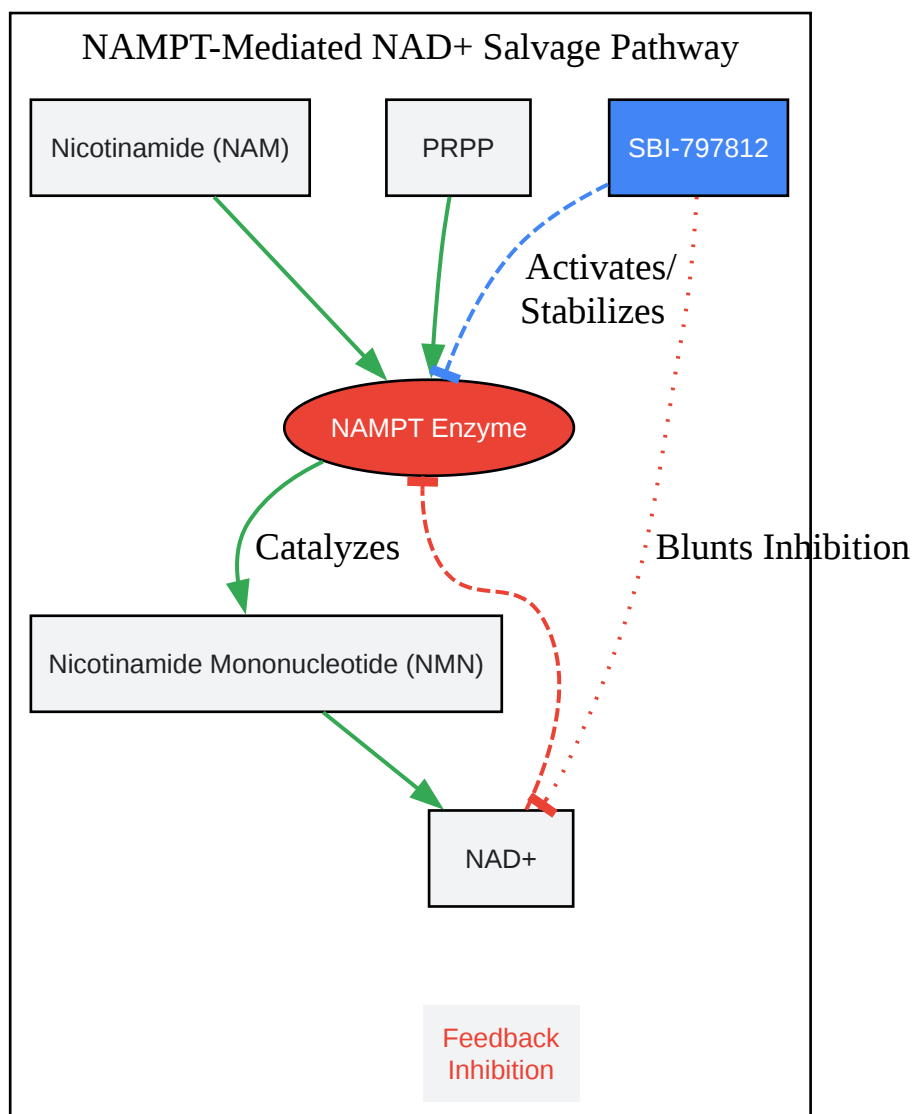 NAMPT-Mediated NAD+ Salvage Pathway
Nicotinamide (NAM)
PRPP
SBI-797812
Activates/
Stabilizes
NAMPT Enzyme
Catalyzes
Blunts Inhibition
Nicotinamide Mononucleotide (NMN)
NAD+
Feedback
Inhibition